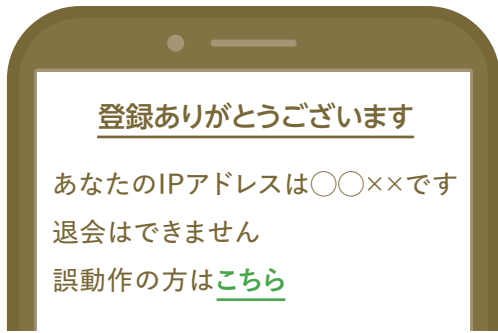 登録ありがとうございます
あなたのIPアドレスは〇〇××です
退会はできません
誤動作の方はこちら